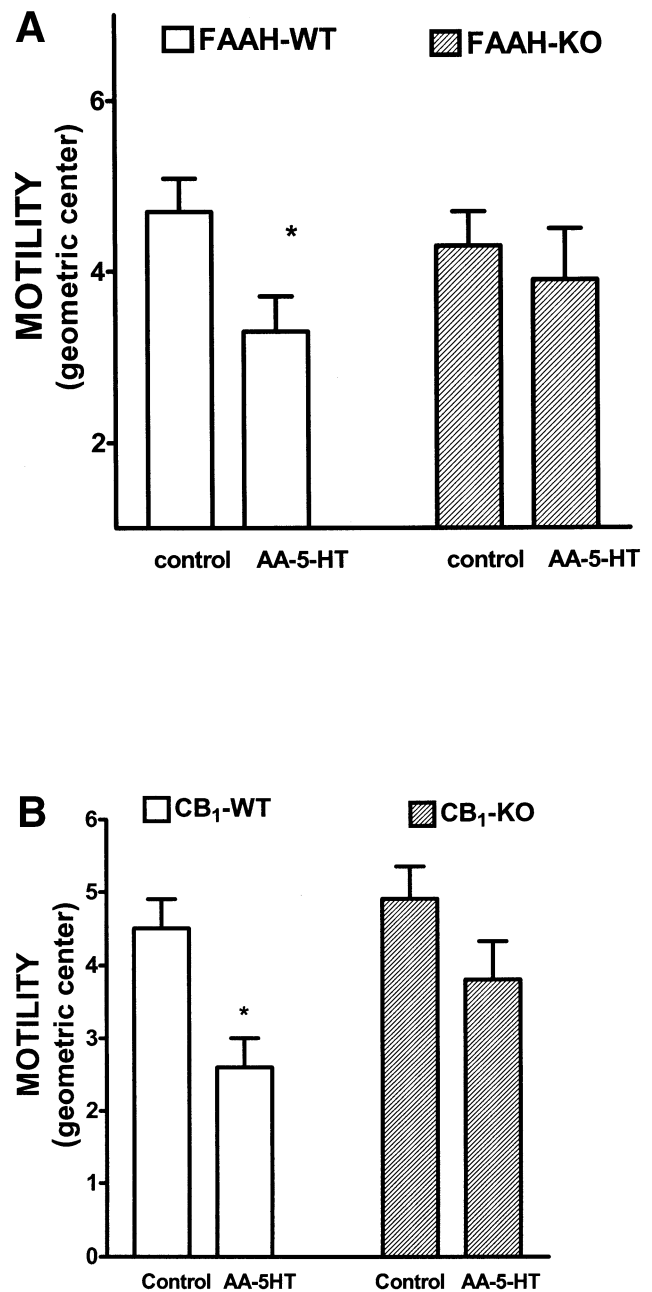 A
FAAH-WT
FAAH-KO
MOTILITY
(geometric center)
6
4
2
control AA-5-HT control AA-5-HT
B
CB₁-WT
CB₁-KO
MOTILITY
(geometric center)
6
5
4
3
2
1
0
*
*
Control AA-5HT Control AA-5-HT